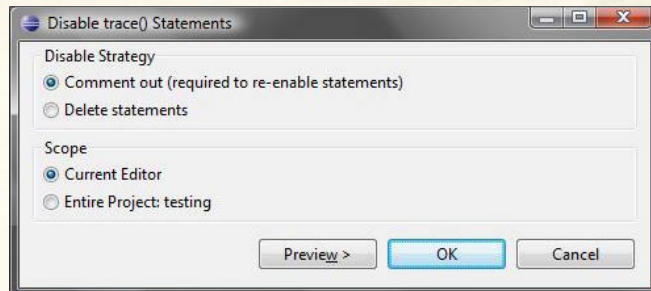 Disable trace() Statements
Disable Strategy
Comment out (required to re-enable statements)
Delete statements
Scope
Current Editor
Entire Project: testing
Preview >
OK
Cancel